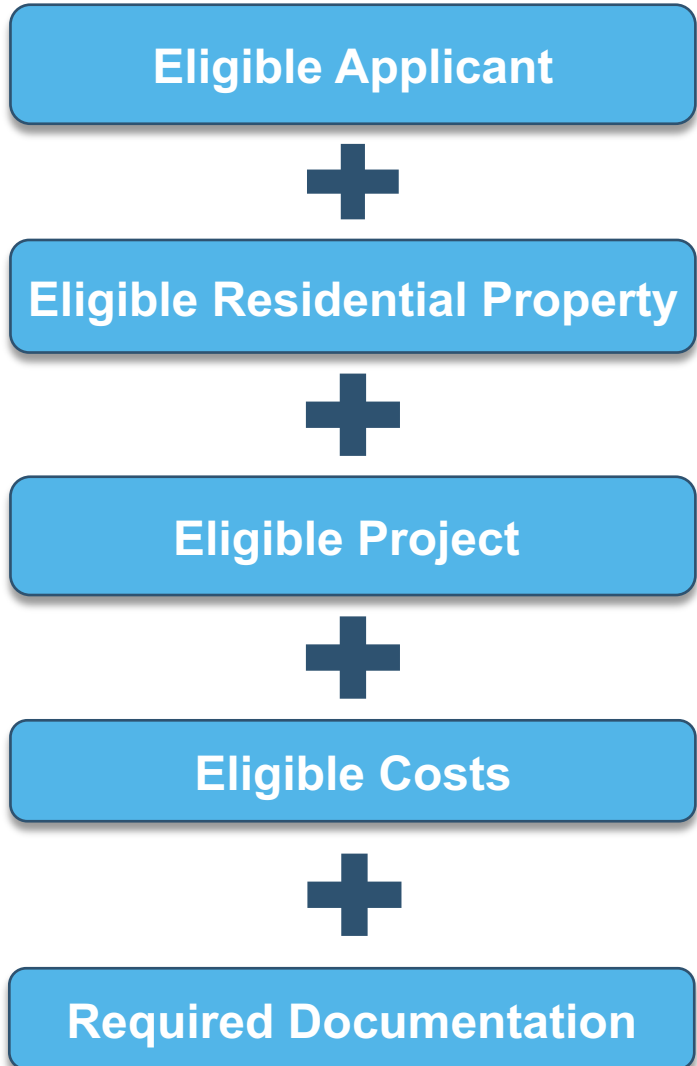 Eligible Applicant
Eligible Residential Property
Eligible Project
Eligible Costs
Required Documentation